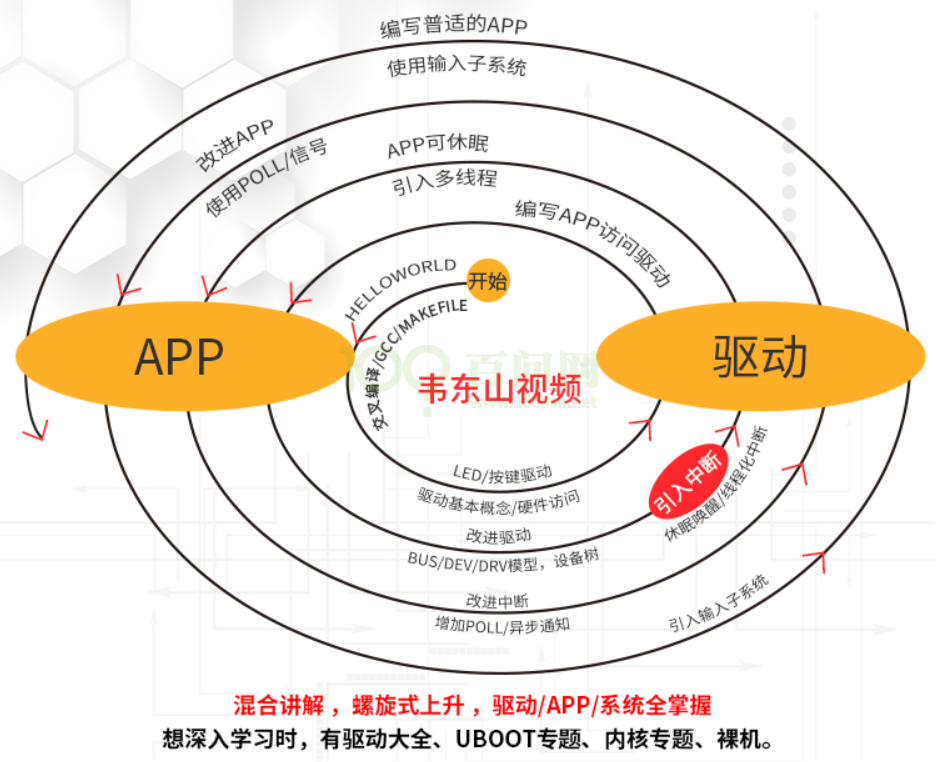 编写普适的APP
使用输入子系统
改进APP
使用POLL/信号
APP可休眠
引入多线程
编写APP访问驱动
HELLOWORLD
开始
交叉编译/GCC/MAKEFILE
APP
驱动
100 百问网
韦东山视频
LED/按键驱动
驱动基本概念/硬件访问
引入中断
休眠唤醒/线程化中断
改进驱动
BUS/DEV/DRV模型，设备树
改进中断
增加POLL/异步通知
引入输入子系统
混合讲解 ，螺旋式上升 ，驱动/APP/系统全掌握
想深入学习时，有驱动大全、UBOOT专题、内核专题、裸机。